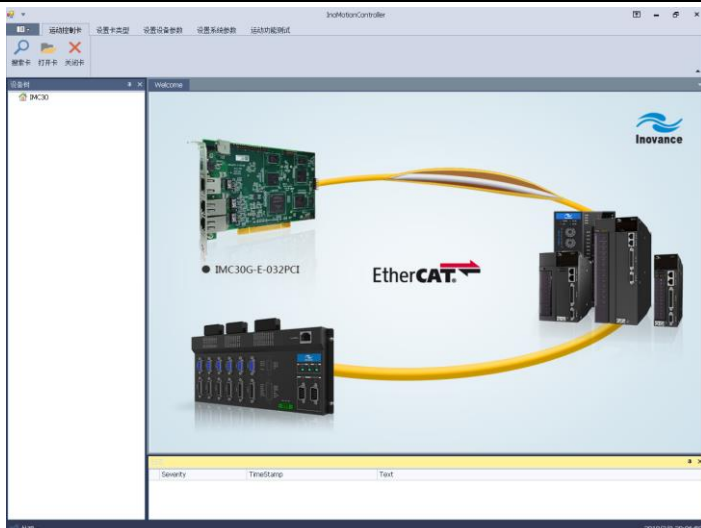 InoMotionController
运动控制卡 设置卡类型 设置设备参数 设置系统参数 运动功能测试
搜索卡 打开卡 关闭卡
设备树
IMC30
Welcome
Inovance
IMC30G-E-032PCI
EtherCAT
Severity TimeStamp Text